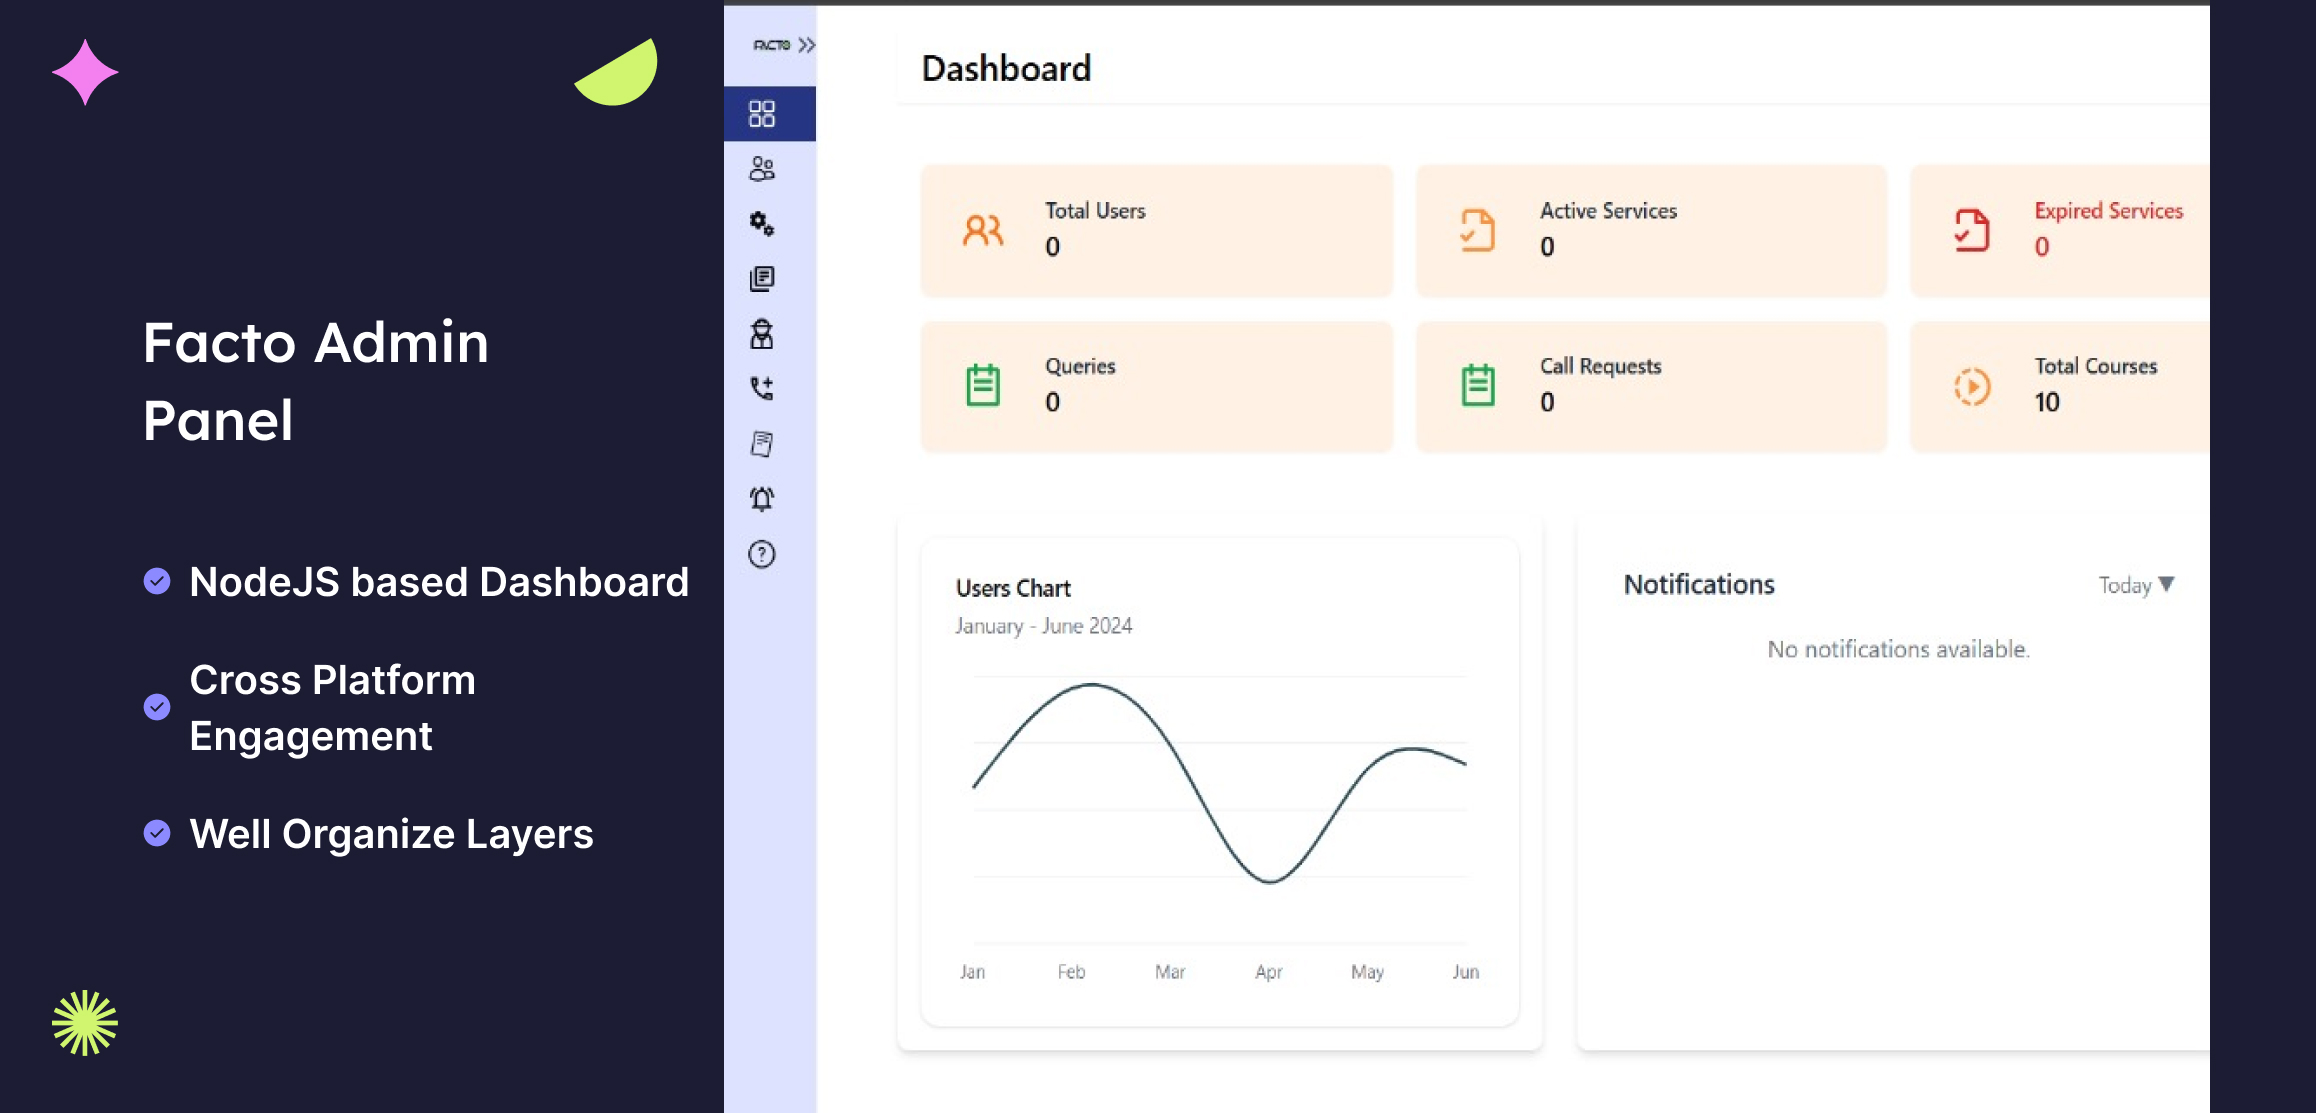 Facto Admin
Panel
NodeJS based Dashboard
Cross Platform
Engagement
Well Organize Layers
FACTO
Dashboard
Total Users
0
Active Services
0
Expired Services
0
Queries
0
Call Requests
0
Total Courses
10
Users Chart
January - June 2024
Jan Feb Mar Apr May Jun
Notifications
Today ▼
No notifications available.